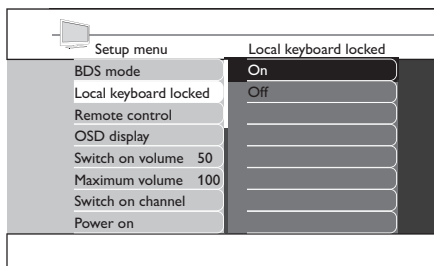 Setup menu
Local keyboard locked
BDS mode
On
Local keyboard locked
Off
Remote control
OSD display
Switch on volume 50
Maximum volume 100
Switch on channel
Power on